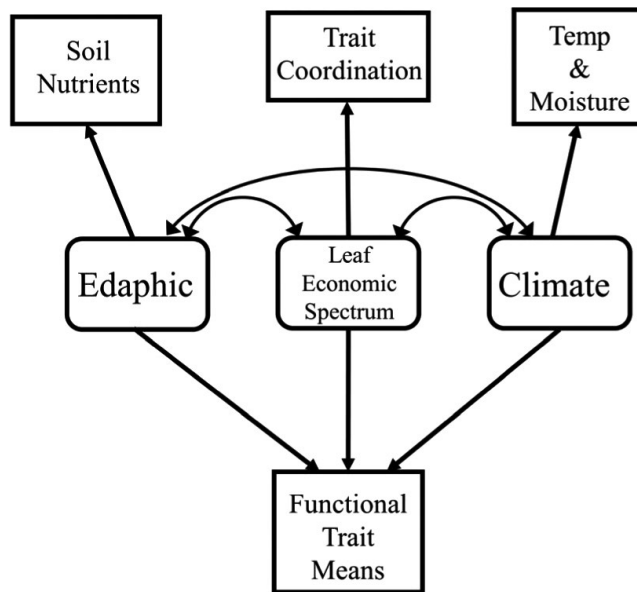 Soil
Nutrients
Trait
Coordination
Temp
&
Moisture
Edaphic
Leaf
Economic
Spectrum
Climate
Functional
Trait
Means